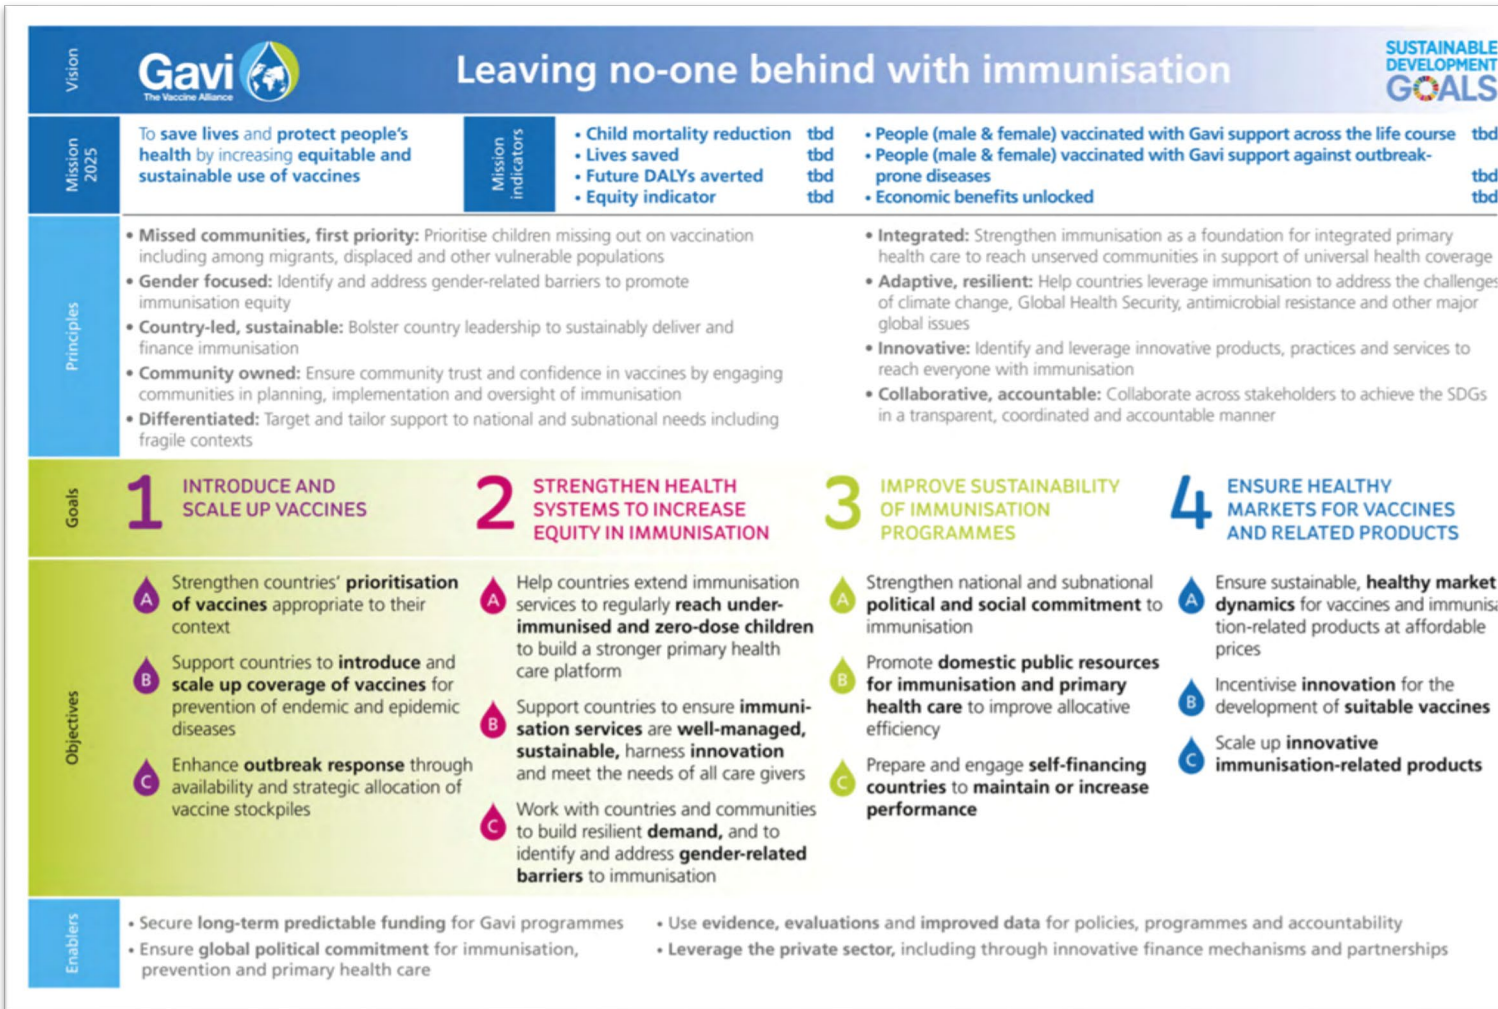 Vision
Gavi
The Vaccine Alliance
Leaving no-one behind with immunisation
SUSTAINABLE
DEVELOPMENT
GOALS
Mission
2025
To save lives and protect people's
health by increasing equitable and
sustainable use of vaccines
Mission
indicators
• Child mortality reduction tbd
• Lives saved tbd
• Future DALYs averted tbd
• Equity indicator tbd
• People (male & female) vaccinated with Gavi support across the life course tbd
• People (male & female) vaccinated with Gavi support against outbreak-
prone diseases tbd
• Economic benefits unlocked tbd
Principles
• Missed communities, first priority: Prioritise children missing out on vaccination
including among migrants, displaced and other vulnerable populations
• Gender focused: Identify and address gender-related barriers to promote
immunisation equity
• Country-led, sustainable: Bolster country leadership to sustainably deliver and
finance immunisation
• Community owned: Ensure community trust and confidence in vaccines by engaging
communities in planning, implementation and oversight of immunisation
• Differentiated: Target and tailor support to national and subnational needs including
fragile contexts
• Integrated: Strengthen immunisation as a foundation for integrated primary
health care to reach unserved communities in support of universal health coverage
• Adaptive, resilient: Help countries leverage immunisation to address the challenges
of climate change, Global Health Security, antimicrobial resistance and other major
global issues
• Innovative: Identify and leverage innovative products, practices and services to
reach everyone with immunisation
• Collaborative, accountable: Collaborate across stakeholders to achieve the SDGs
in a transparent, coordinated and accountable manner
Goals
1 INTRODUCE AND
SCALE UP VACCINES
2 STRENGTHEN HEALTH
SYSTEMS TO INCREASE
EQUITY IN IMMUNISATION
3 IMPROVE SUSTAINABILITY
OF IMMUNISATION
PROGRAMMES
4 ENSURE HEALTHY
MARKETS FOR VACCINES
AND RELATED PRODUCTS
Objectives
A Strengthen countries' prioritisation
of vaccines appropriate to their
context
B Support countries to introduce and
scale up coverage of vaccines for
prevention of endemic and epidemic
diseases
C Enhance outbreak response through
availability and strategic allocation of
vaccine stockpiles
A Help countries extend immunisation
services to regularly reach under-
immunised and zero-dose children
to build a stronger primary health
care platform
B Support countries to ensure immuni-
sation services are well-managed,
sustainable, harness innovation
and meet the needs of all care givers
C Work with countries and communities
to build resilient demand, and to
identify and address gender-related
barriers to immunisation
A Strengthen national and subnational
political and social commitment to
immunisation
B Promote domestic public resources
for immunisation and primary
health care to improve allocative
efficiency
C Prepare and engage self-financing
countries to maintain or increase
performance
A Ensure sustainable, healthy market
dynamics for vaccines and immunisa
tion-related products at affordable
prices
B Incentivise innovation for the
development of suitable vaccines
C Scale up innovative
immunisation-related products
Enablers
• Secure long-term predictable funding for Gavi programmes
• Ensure global political commitment for immunisation,
prevention and primary health care
• Use evidence, evaluations and improved data for policies, programmes and accountability
• Leverage the private sector, including through innovative finance mechanisms and partnerships